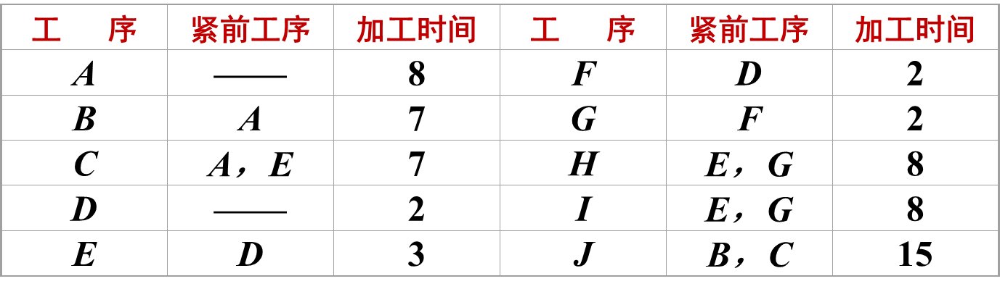 工 序 紧前工序 加工时间 工 序 紧前工序 加工时间
A —— 8 F D 2
B A 7 G F 2
C A，E 7 H E，G 8
D —— 2 I E，G 8
E D 3 J B，C 15